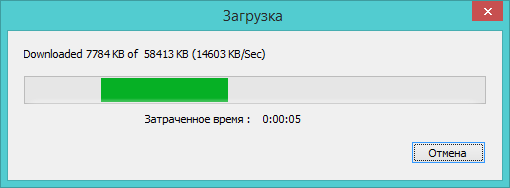 Загрузка
Downloaded 7784 KB of 58413 KB (14603 KB/Sec)
Затраченное время : 0:00:05
Отмена